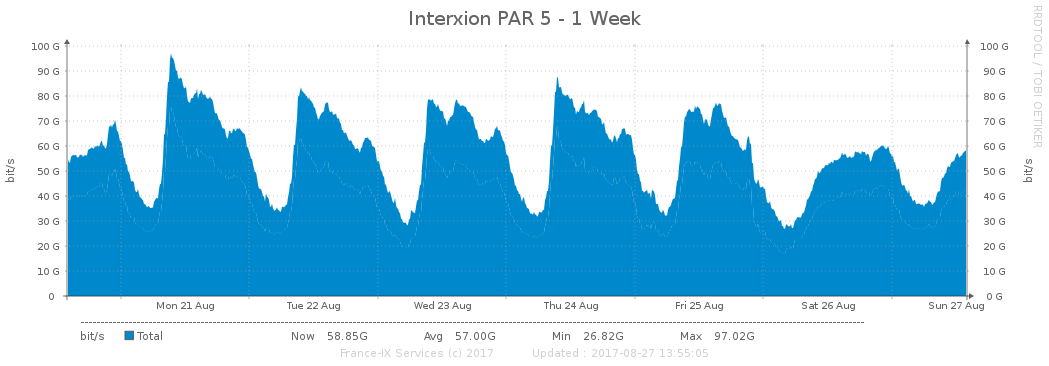 Interxion PAR 5 - 1 Week
RRDTOOL / TOBI OETIKER
bit/s
100 G 100 G
90 G 90 G
80 G 80 G
70 G 70 G
60 G 60 G
50 G 50 G
40 G 40 G
30 G 30 G
20 G 20 G
10 G 10 G
0 0 G
bit/s
Mon 21 Aug Tue 22 Aug Wed 23 Aug Thu 24 Aug Fri 25 Aug Sat 26 Aug Sun 27 Aug
bit/s Total Now 58.85G Avg 57.00G Min 26.82G Max 97.02G
France-IX Services (c) 2017 Updated : 2017-08-27 13:55:05